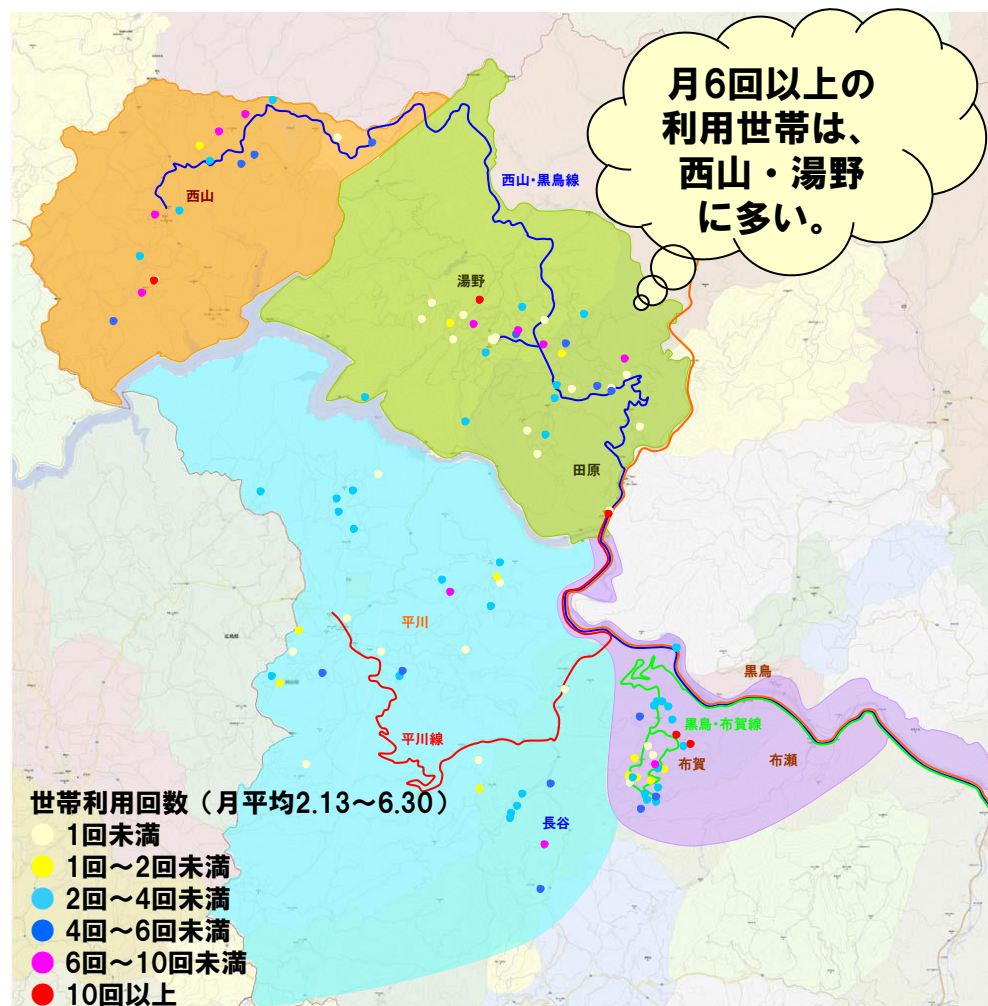 月6回以上の
利用世帯は、
西山・湯野
に多い。
西山・黒鳥線
西山
湯野
田原
平川
黒鳥
黒鳥・布賀線
布瀬
布賀
平川線
長谷
世帯利用回数（月平均2.13～6.30）
1回未満
1回～2回未満
2回～4回未満
4回～6回未満
6回～10回未満
10回以上